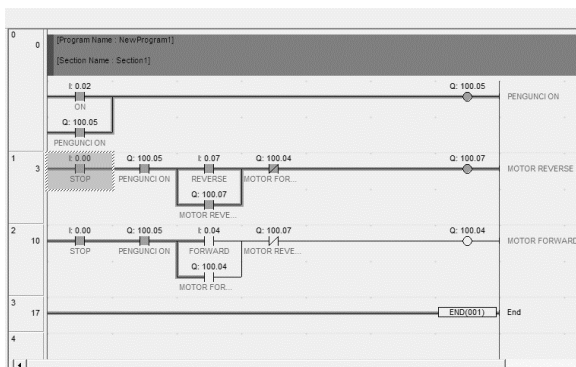 0
0
[Program Name : NewProgram1]
[Section Name : Section1]
I: 0.02
Q: 100.05
ON
PENGUNCI ON
Q: 100.05
PENGUNCI ON
1
3
I: 0.00
Q: 100.05
I: 0.07
Q: 100.04
Q: 100.07
STOP
PENGUNCI ON
REVERSE
MOTOR FOR...
MOTOR REVERSE
Q: 100.07
MOTOR REVE...
2
10
I: 0.00
Q: 100.05
I: 0.04
Q: 100.07
Q: 100.04
STOP
PENGUNCI ON
FORWARD
MOTOR REVE...
MOTOR FORWARD
Q: 100.04
MOTOR FOR...
3
17
END(001)
End
4